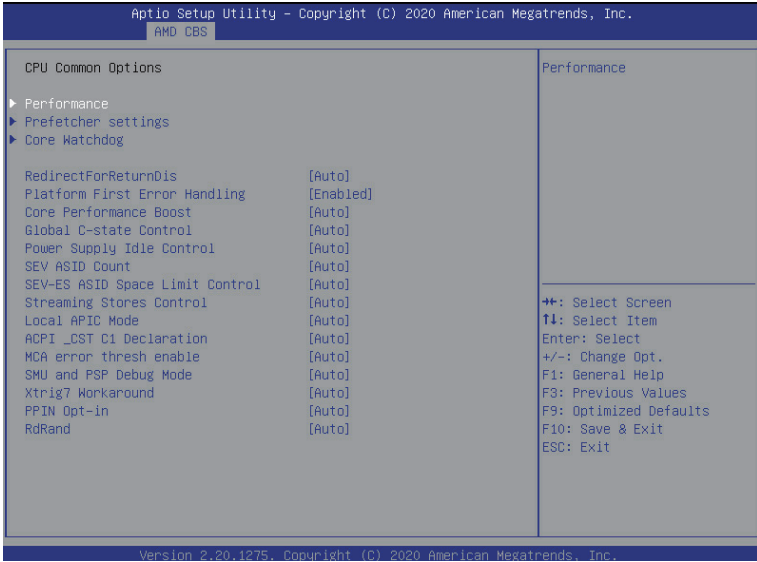 Aptio Setup Utility – Copyright (C) 2020 American Megatrends, Inc.
AMD CBS
CPU Common Options
Performance
Prefetcher settings
Core Watchdog
RedirectForReturnDis [Auto]
Platform First Error Handling [Enabled]
Core Performance Boost [Auto]
Global C-state Control [Auto]
Power Supply Idle Control [Auto]
SEV ASID Count [Auto]
SEV-ES ASID Space Limit Control [Auto]
Streaming Stores Control [Auto]
Local APIC Mode [Auto]
ACPI _CST C1 Declaration [Auto]
MCA error thresh enable [Auto]
SMU and PSP Debug Mode [Auto]
Xtrig7 Workaround [Auto]
PPIN Opt-in [Auto]
RdRand [Auto]
Performance
→←: Select Screen
↑↓: Select Item
Enter: Select
+/-: Change Opt.
F1: General Help
F3: Previous Values
F9: Optimized Defaults
F10: Save & Exit
ESC: Exit
Version 2.20.1275. Copyright (C) 2020 American Megatrends, Inc.